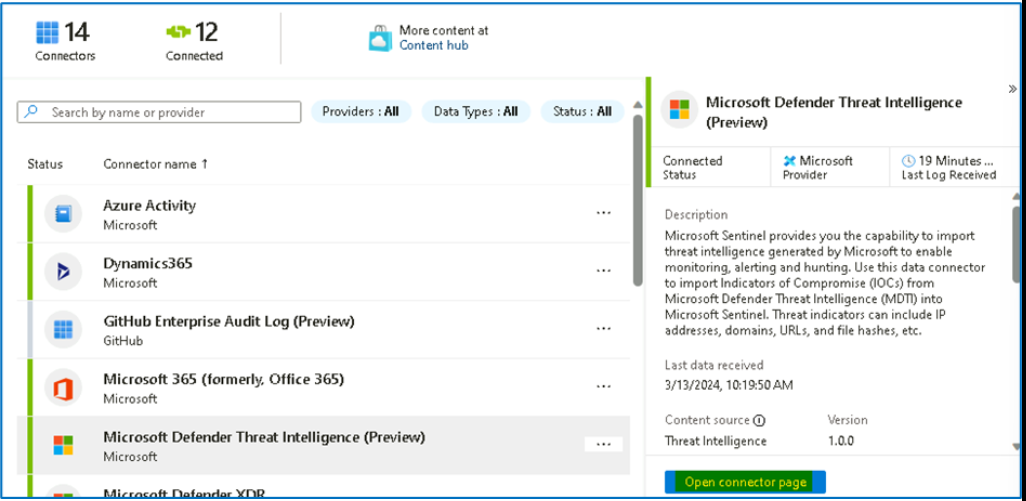 14
Connectors
12
Connected
More content at
Content hub
Search by name or provider
Providers : All
Data Types : All
Status : All
Status
Connector name ↑
Azure Activity
Microsoft
...
Dynamics365
Microsoft
...
GitHub Enterprise Audit Log (Preview)
GitHub
...
Microsoft 365 (formerly, Office 365)
Microsoft
...
Microsoft Defender Threat Intelligence (Preview)
Microsoft
...
Microsoft Defender XDR
»
Microsoft Defender Threat Intelligence
(Preview)
Connected
Status
Microsoft
Provider
19 Minutes ...
Last Log Received
Description
Microsoft Sentinel provides you the capability to import
threat intelligence generated by Microsoft to enable
monitoring, alerting and hunting. Use this data connector
to import Indicators of Compromise (IOCs) from
Microsoft Defender Threat Intelligence (MDTI) into
Microsoft Sentinel. Threat indicators can include IP
addresses, domains, URLs, and file hashes, etc.
Last data received
3/13/2024, 10:19:50 AM
Content source
Version
Threat Intelligence
1.0.0
Open connector page